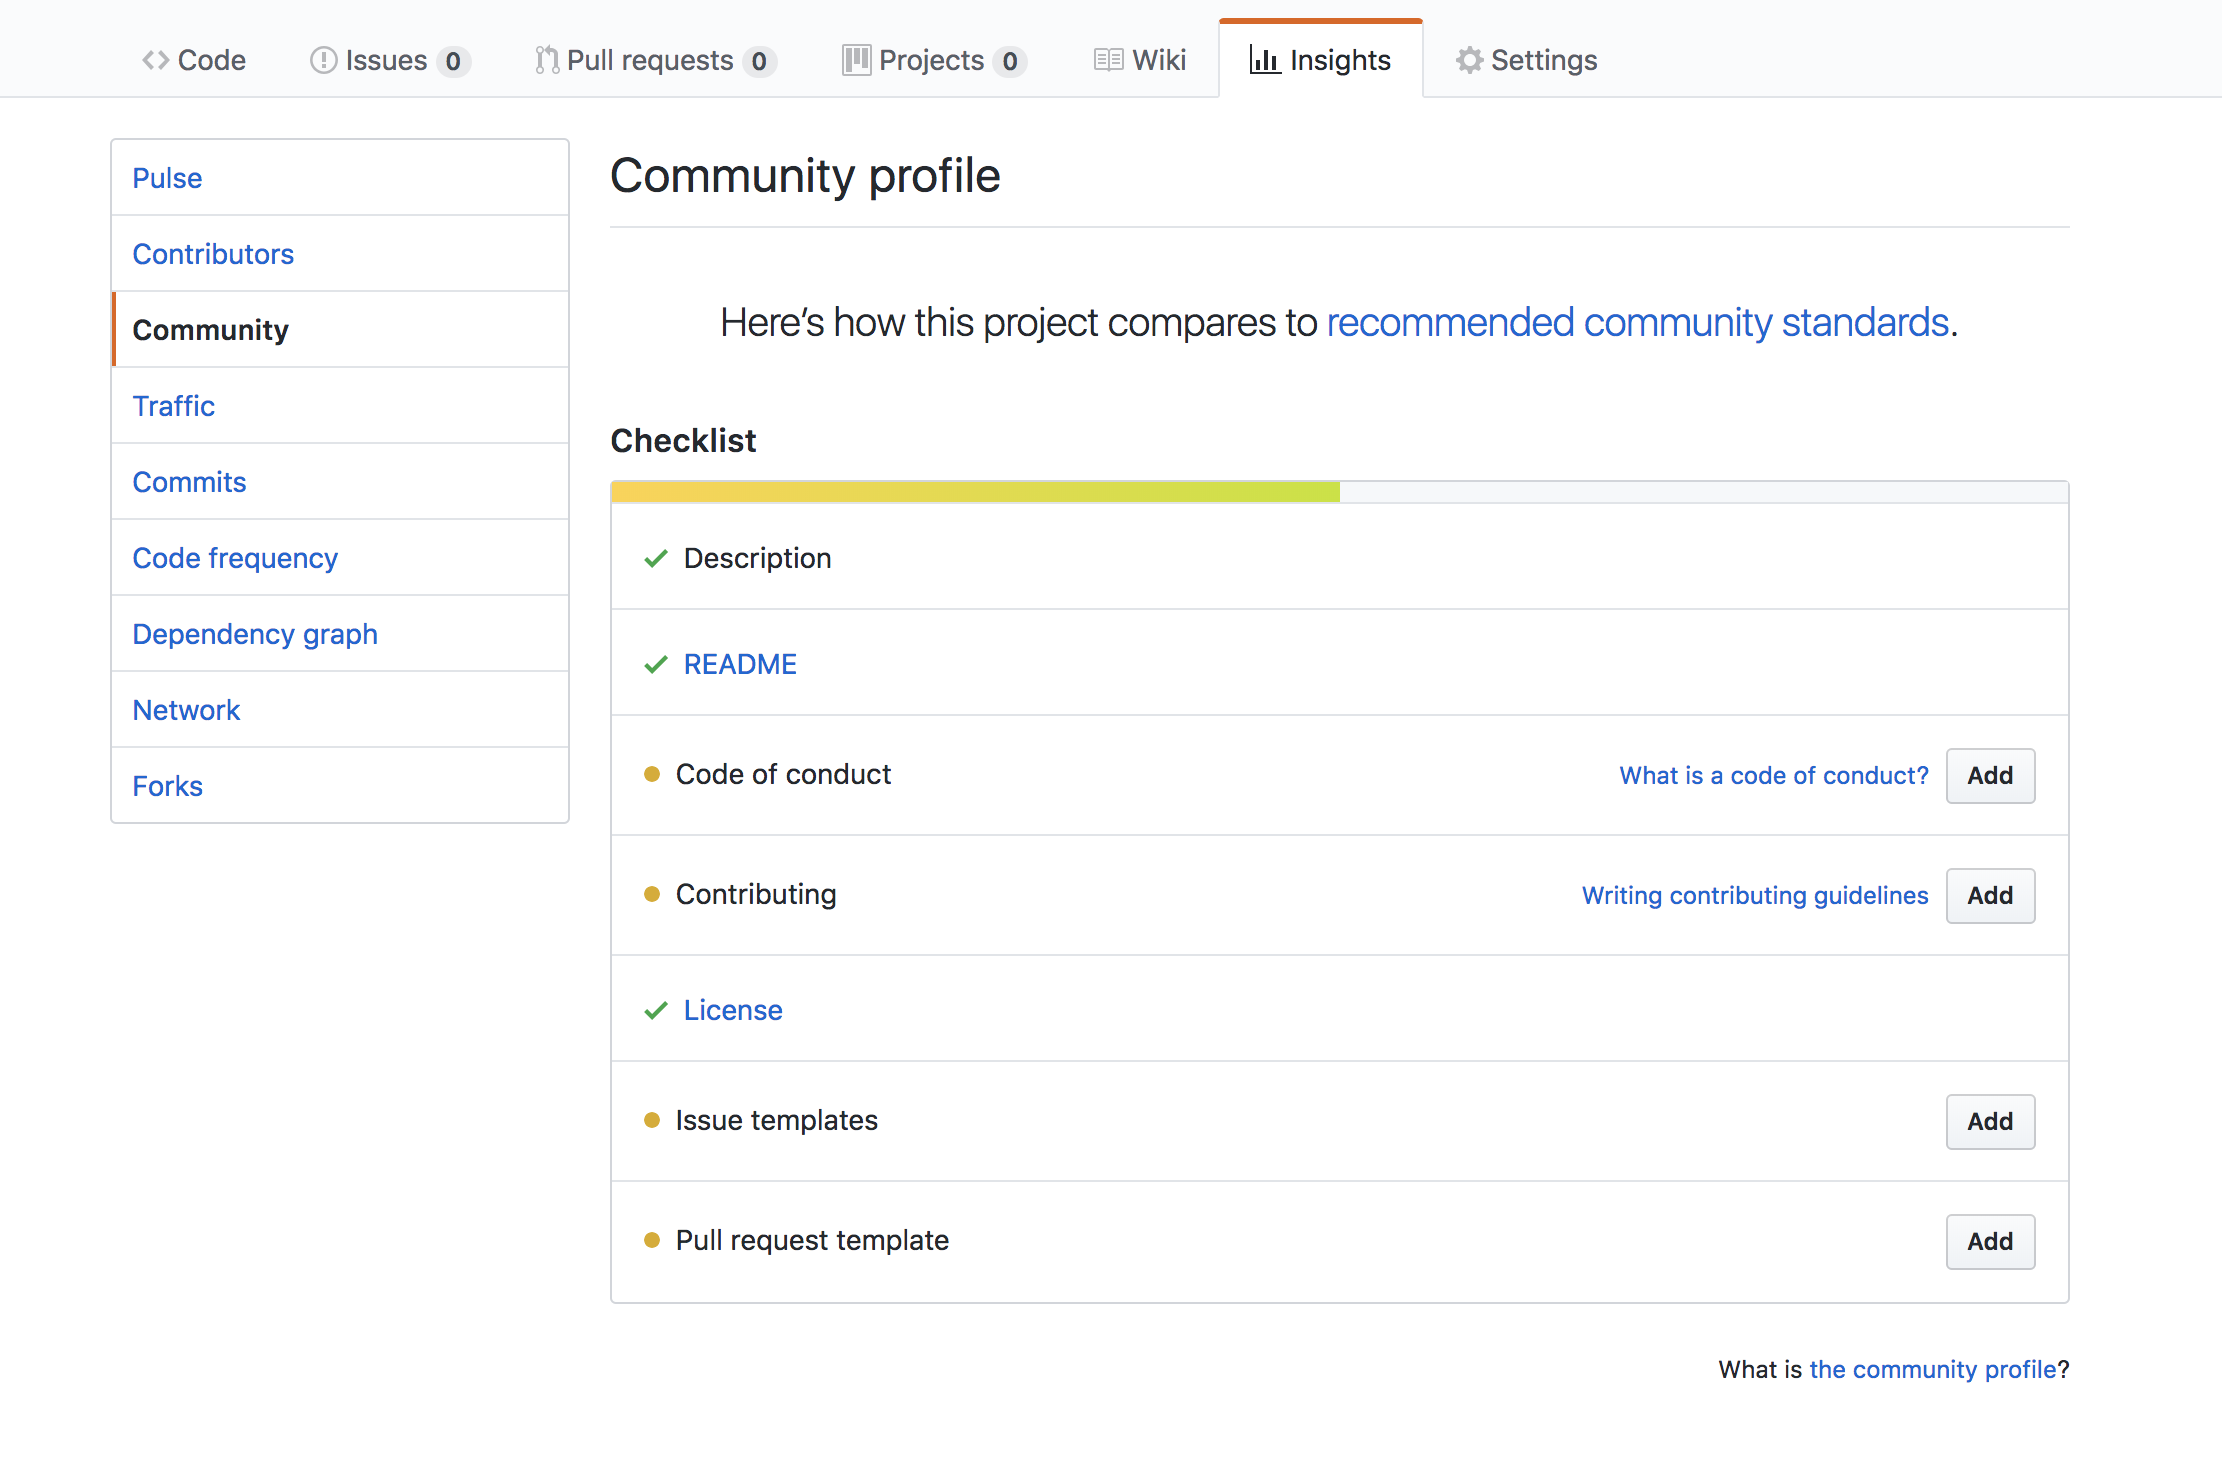 Code Issues 0 Pull requests 0 Projects 0 Wiki Insights Settings
Pulse
Contributors
Community
Traffic
Commits
Code frequency
Dependency graph
Network
Forks
Community profile
Here’s how this project compares to recommended community standards.
Checklist
Description
README
Code of conduct What is a code of conduct? Add
Contributing Writing contributing guidelines Add
License
Issue templates Add
Pull request template Add
What is the community profile?